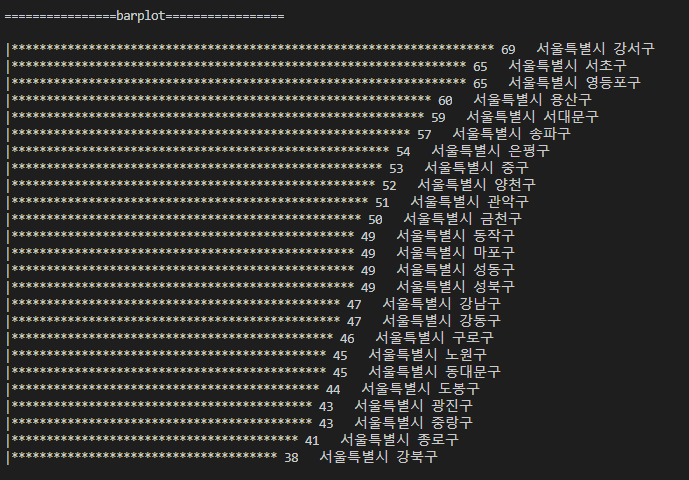 ================barplot=================
|********************************************************************* 69 서울특별시 강서구
|***************************************************************** 65 서울특별시 서초구
|***************************************************************** 65 서울특별시 영등포구
|************************************************************ 60 서울특별시 용산구
|*********************************************************** 59 서울특별시 서대문구
|********************************************************* 57 서울특별시 송파구
|****************************************************** 54 서울특별시 은평구
|***************************************************** 53 서울특별시 중구
|**************************************************** 52 서울특별시 양천구
|*************************************************** 51 서울특별시 관악구
|************************************************** 50 서울특별시 금천구
|************************************************* 49 서울특별시 동작구
|************************************************* 49 서울특별시 마포구
|************************************************* 49 서울특별시 성동구
|************************************************* 49 서울특별시 성북구
|*********************************************** 47 서울특별시 강남구
|*********************************************** 47 서울특별시 강동구
|********************************************** 46 서울특별시 구로구
|********************************************* 45 서울특별시 노원구
|********************************************* 45 서울특별시 동대문구
|******************************************** 44 서울특별시 도봉구
|******************************************* 43 서울특별시 광진구
|******************************************* 43 서울특별시 중랑구
|***************************************** 41 서울특별시 종로구
|************************************** 38 서울특별시 강북구